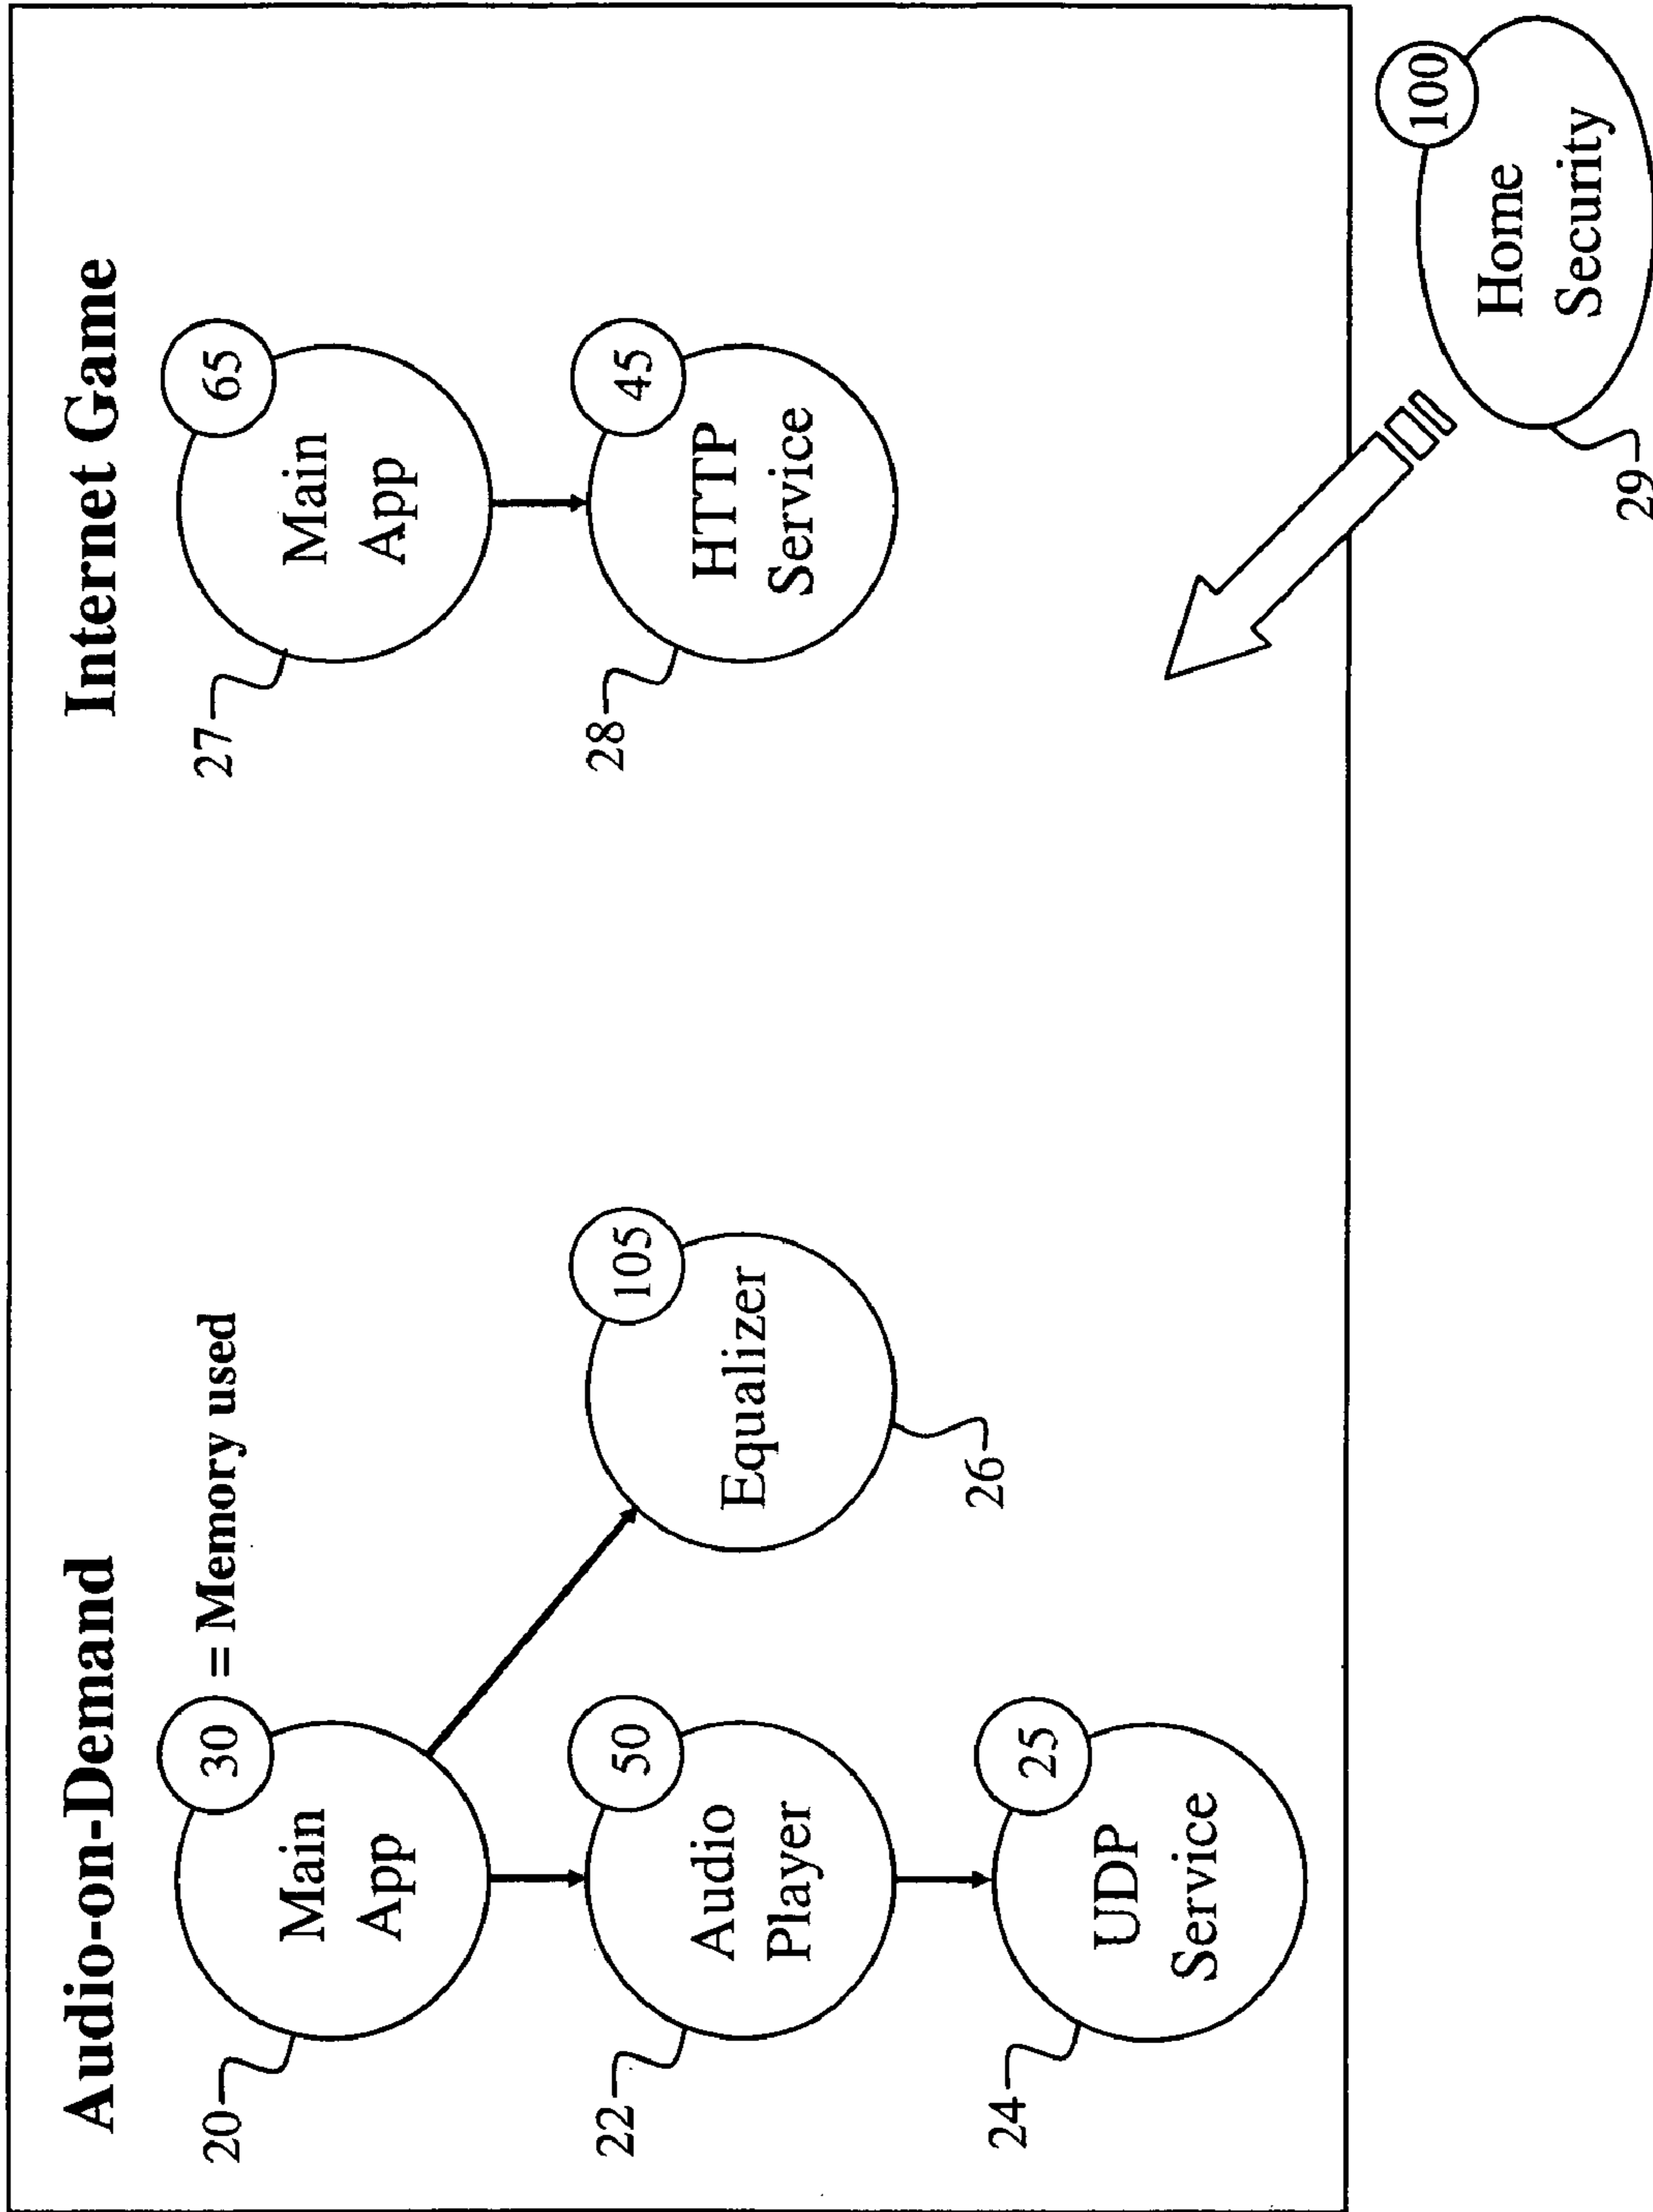 Audio-on-Demand
Internet Game
30 = Memory used
Main
App
20
65
Main
App
27
50
Audio
Player
22
105
Equalizer
26
45
HTTP
Service
28
25
UDP
Service
24
100
Home
Security
29